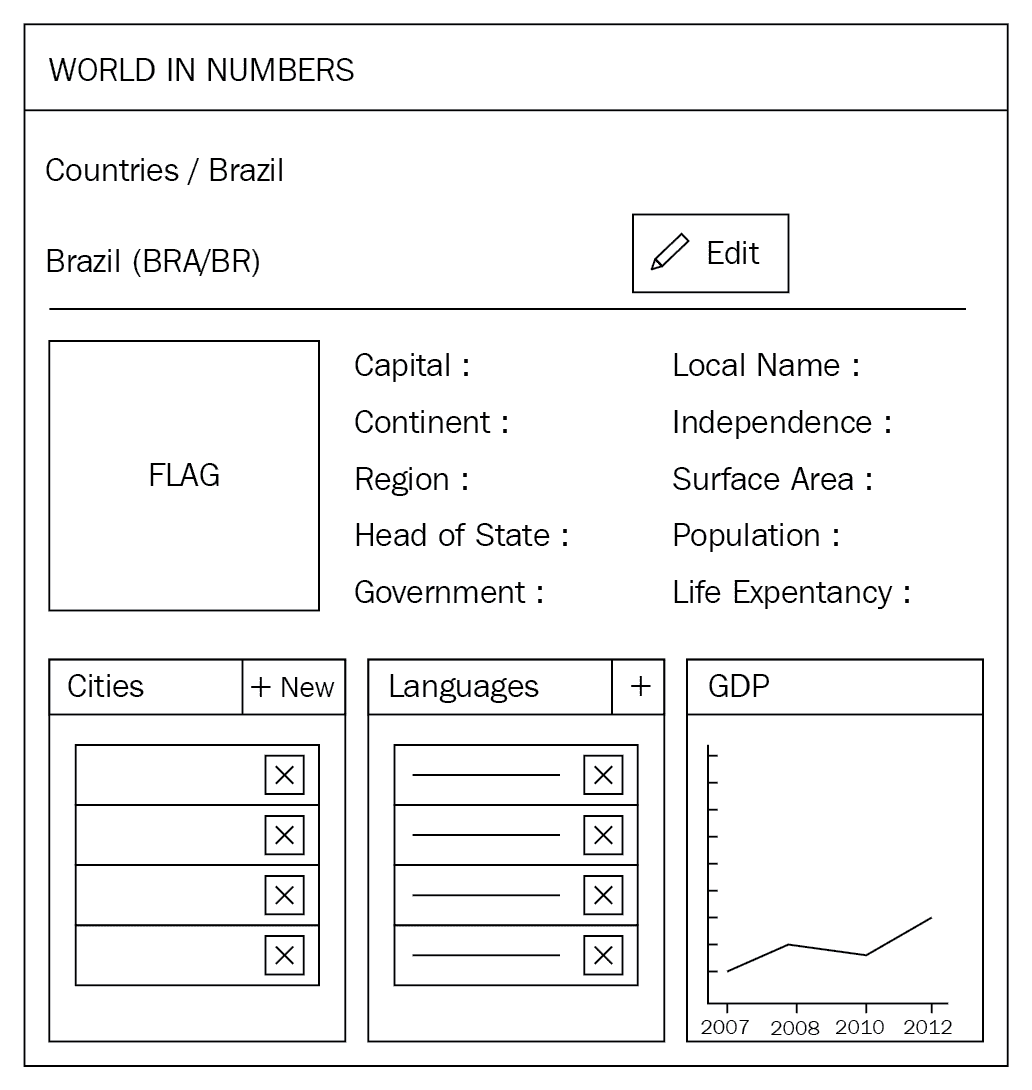 WORLD IN NUMBERS
Countries / Brazil
Brazil (BRA/BR)
Edit
FLAG
Capital :
Continent :
Region :
Head of State :
Government :
Local Name :
Independence :
Surface Area :
Population :
Life Expentancy :
Cities
+ New
Languages
+
GDP
2007 2008 2010 2012